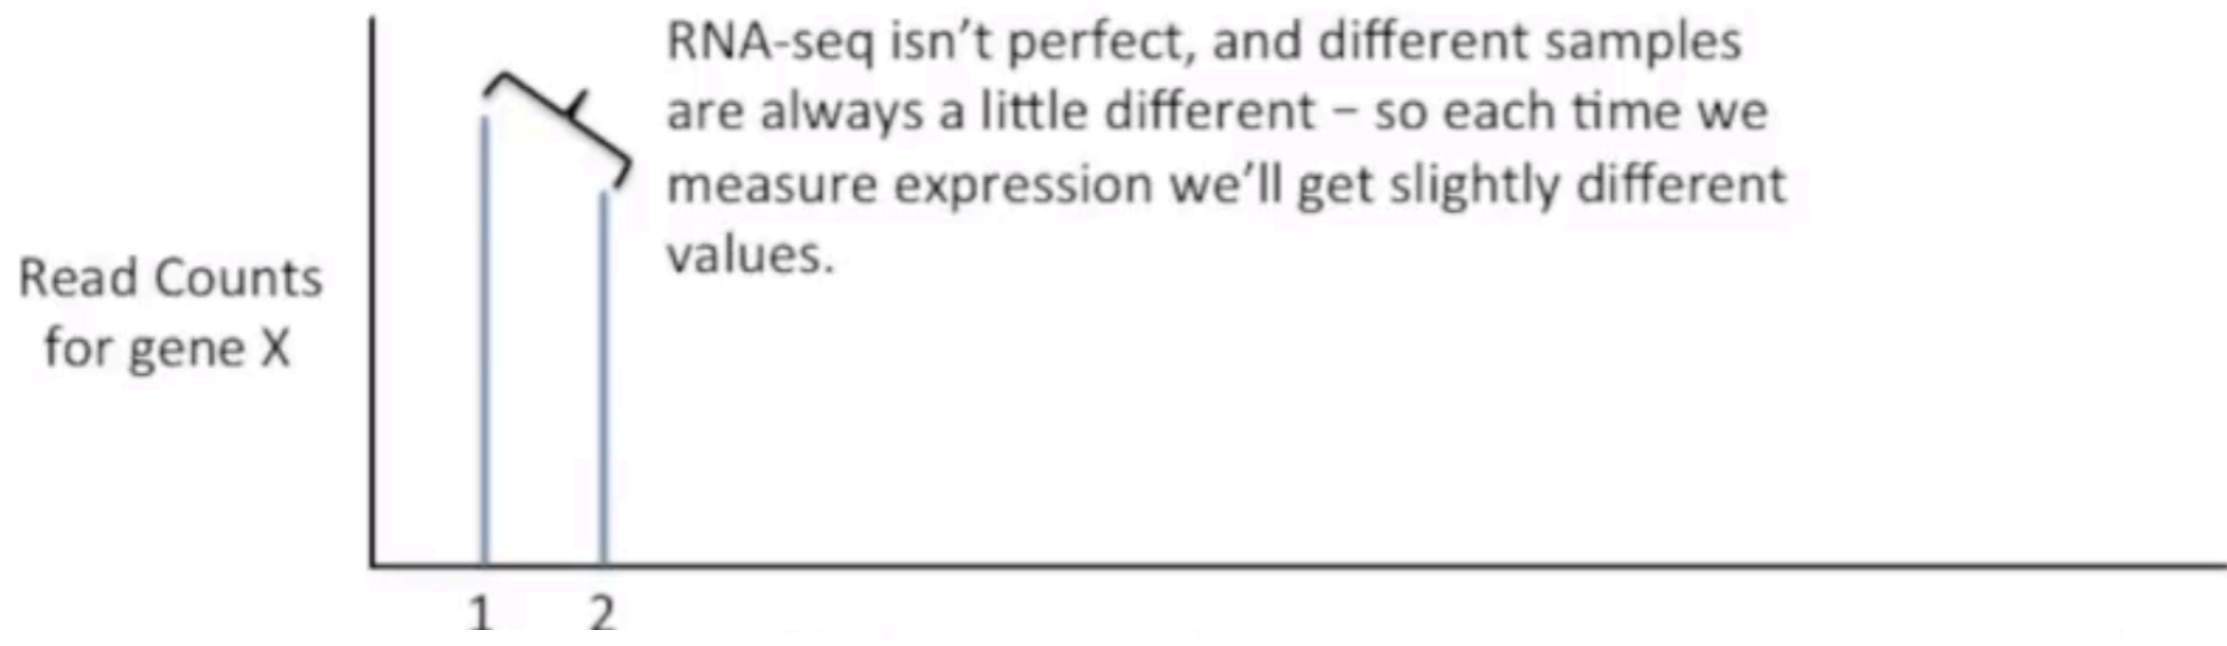 RNA-seq isn't perfect, and different samples
are always a little different – so each time we
measure expression we'll get slightly different
values.
Read Counts
for gene X
1 2